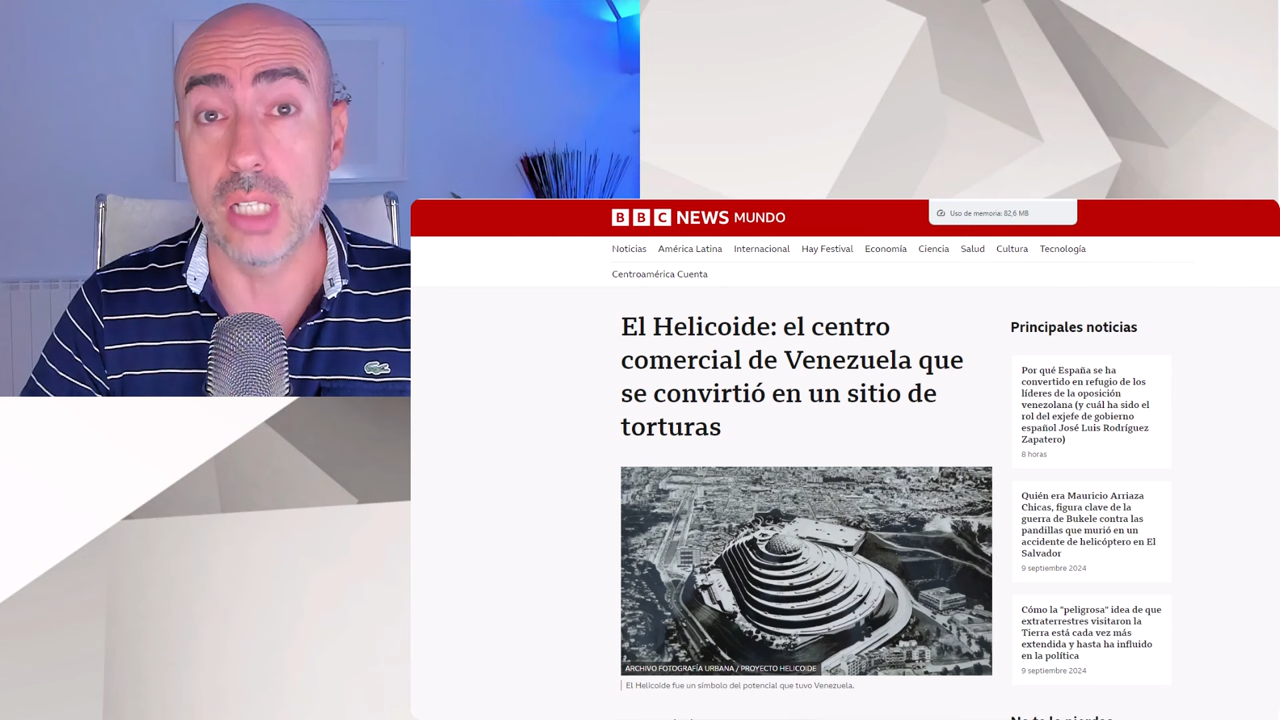 BBC NEWS MUNDO
Uso de memoria: 82,6 MB
Noticias América Latina Internacional Hay Festival Economía Ciencia Salud Cultura Tecnología
Centroamérica Cuenta
El Helicoide: el centro
comercial de Venezuela que
se convirtió en un sitio de
torturas
ARCHIVO FOTOGRAFÍA URBANA / PROYECTO HELICOIDE
El Helicoide fue un símbolo del potencial que tuvo Venezuela.
Principales noticias
Por qué España se ha
convertido en refugio de los
líderes de la oposición
venezolana (y cuál ha sido el
rol del exjefe de gobierno
español José Luis Rodríguez
Zapatero)
8 horas
Quién era Mauricio Arriaza
Chicas, figura clave de la
guerra de Bukele contra las
pandillas que murió en un
accidente de helicóptero en El
Salvador
9 septiembre 2024
Cómo la "peligrosa" idea de que
extraterrestres visitaron la
Tierra está cada vez más
extendida y hasta ha influido
en la política
9 septiembre 2024